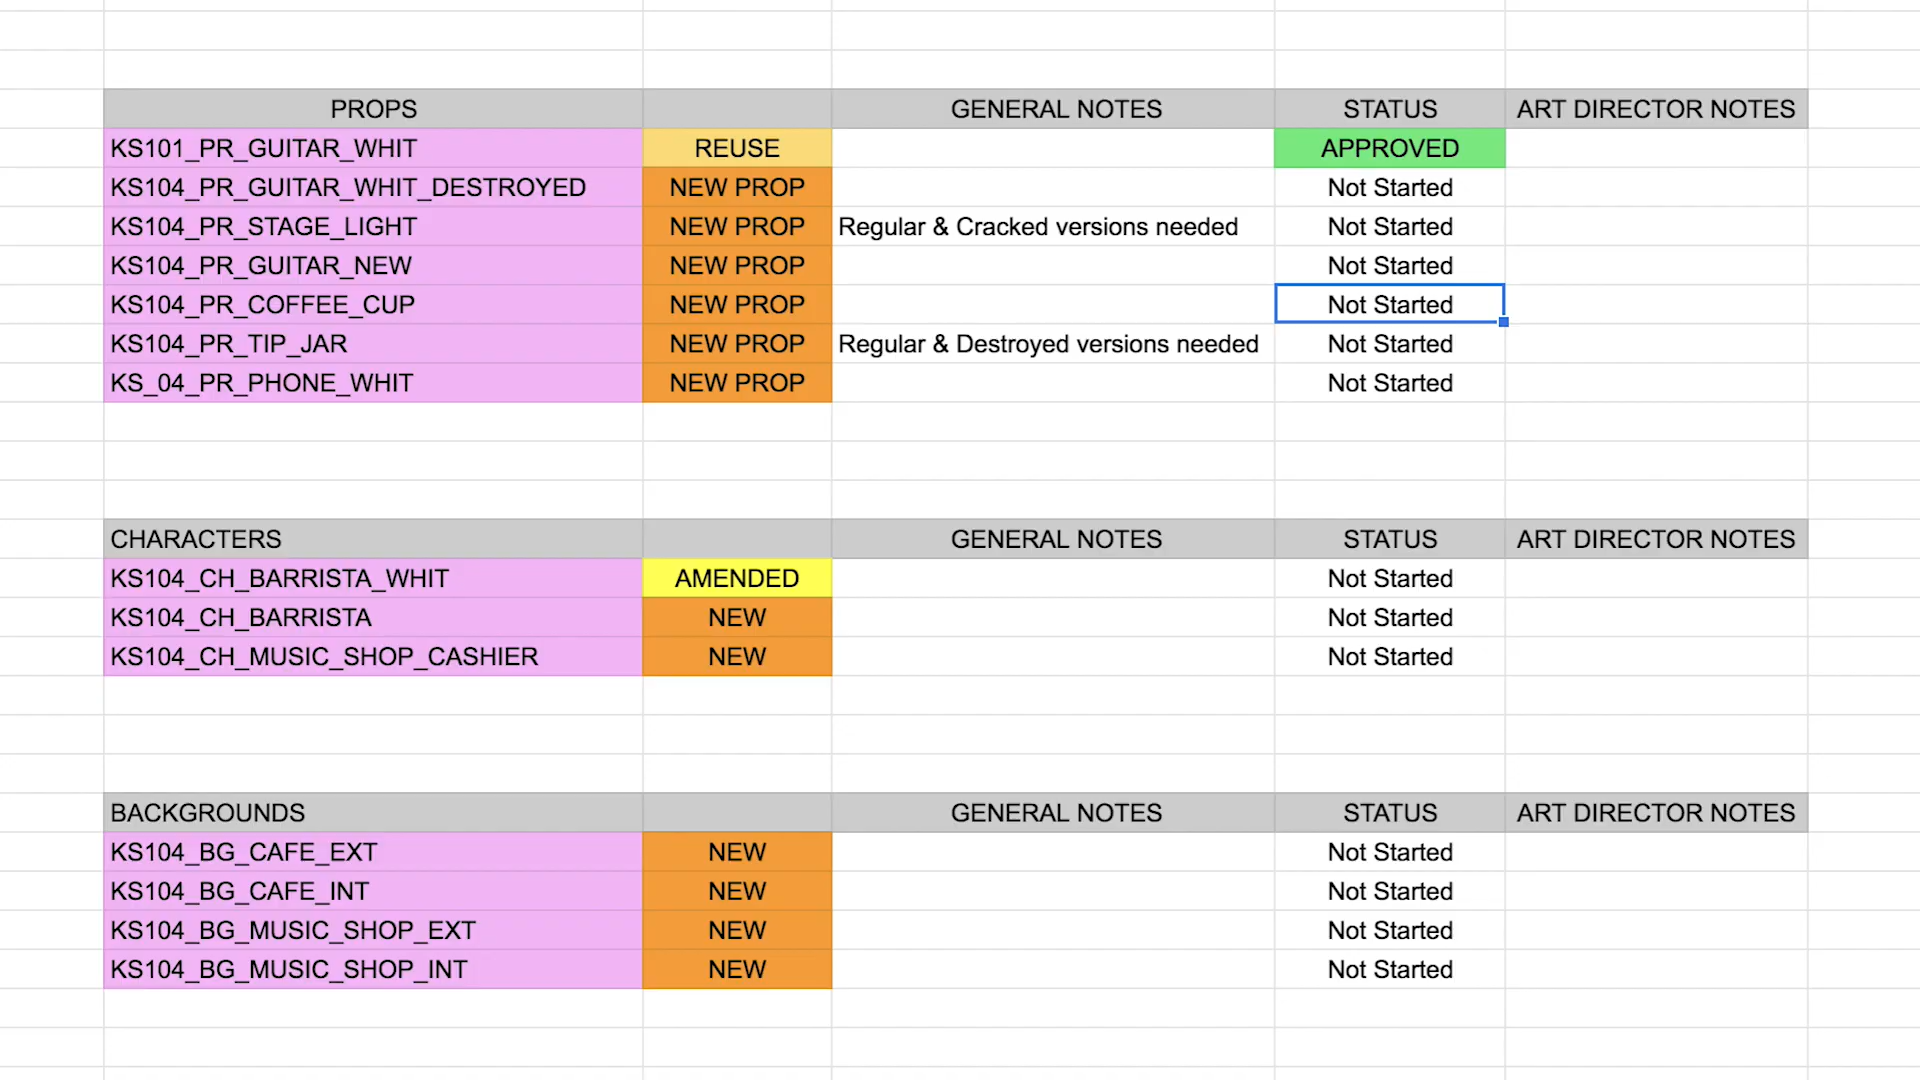 PROPS GENERAL NOTES STATUS ART DIRECTOR NOTES
KS101_PR_GUITAR_WHIT REUSE APPROVED
KS104_PR_GUITAR_WHIT_DESTROYED NEW PROP Not Started
KS104_PR_STAGE_LIGHT NEW PROP Regular & Cracked versions needed Not Started
KS104_PR_GUITAR_NEW NEW PROP Not Started
KS104_PR_COFFEE_CUP NEW PROP Not Started
KS104_PR_TIP_JAR NEW PROP Regular & Destroyed versions needed Not Started
KS_04_PR_PHONE_WHIT NEW PROP Not Started
CHARACTERS GENERAL NOTES STATUS ART DIRECTOR NOTES
KS104_CH_BARRISTA_WHIT AMENDED Not Started
KS104_CH_BARRISTA NEW Not Started
KS104_CH_MUSIC_SHOP_CASHIER NEW Not Started
BACKGROUNDS GENERAL NOTES STATUS ART DIRECTOR NOTES
KS104_BG_CAFE_EXT NEW Not Started
KS104_BG_CAFE_INT NEW Not Started
KS104_BG_MUSIC_SHOP_EXT NEW Not Started
KS104_BG_MUSIC_SHOP_INT NEW Not Started